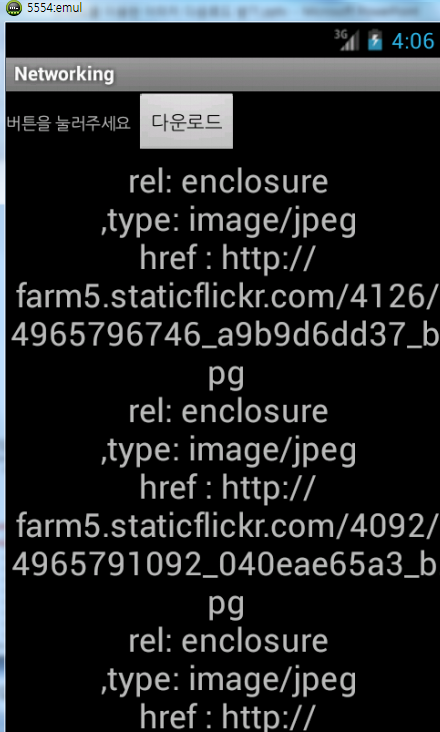 5554:emul
3G 4:06
Networking
버튼을 눌러주세요 다운로드
rel: enclosure
,type: image/jpeg
href : http://
farm5.staticflickr.com/4126/
4965796746_a9b9d6dd37_b
pg
rel: enclosure
,type: image/jpeg
href : http://
farm5.staticflickr.com/4092/
4965791092_040eae65a3_b
pg
rel: enclosure
,type: image/jpeg
href : http://